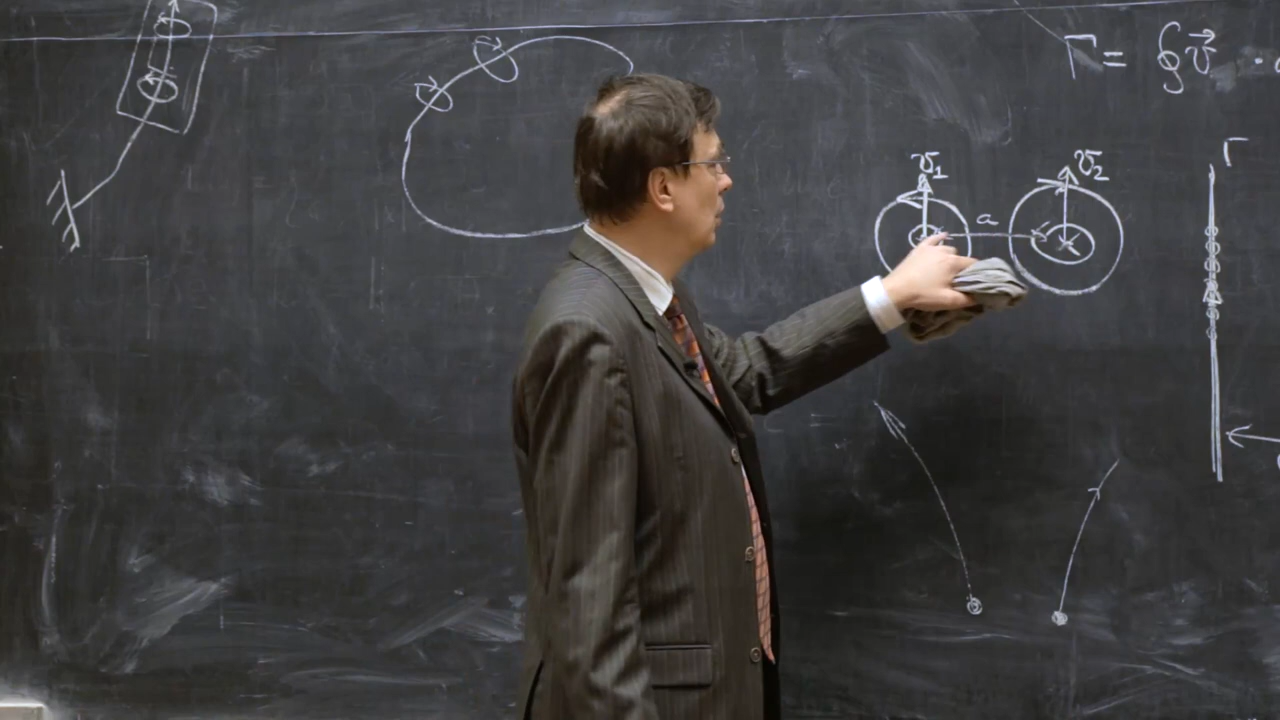 Γ = ∮ v⃗ ·
v₁
v₂
a
Γ